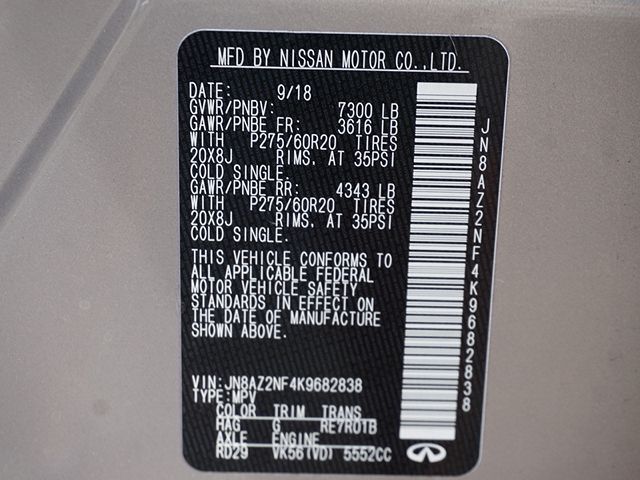 MFD BY NISSAN MOTOR CO.,LTD.
DATE: 9/18
GVWR/PNBV: 7300 LB
GAWR/PNBE FR: 3616 LB
WITH P275/60R20 TIRES
20X8J RIMS, AT 35PSI
COLD SINGLE.
GAWR/PNBE RR: 4343 LB
WITH P275/60R20 TIRES
20X8J RIMS, AT 35PSI
COLD SINGLE.
THIS VEHICLE CONFORMS TO
ALL APPLICABLE FEDERAL
MOTOR VEHICLE SAFETY
STANDARDS IN EFFECT ON
THE DATE OF MANUFACTURE
SHOWN ABOVE.
VIN:JN8AZ2NF4K9682838
TYPE:MPV
COLOR TRIM TRANS
HAG G RE7R01B
AXLE ENGINE
RD29 VK56(VD) 5552CC
JN8AZ2NF4K9682838